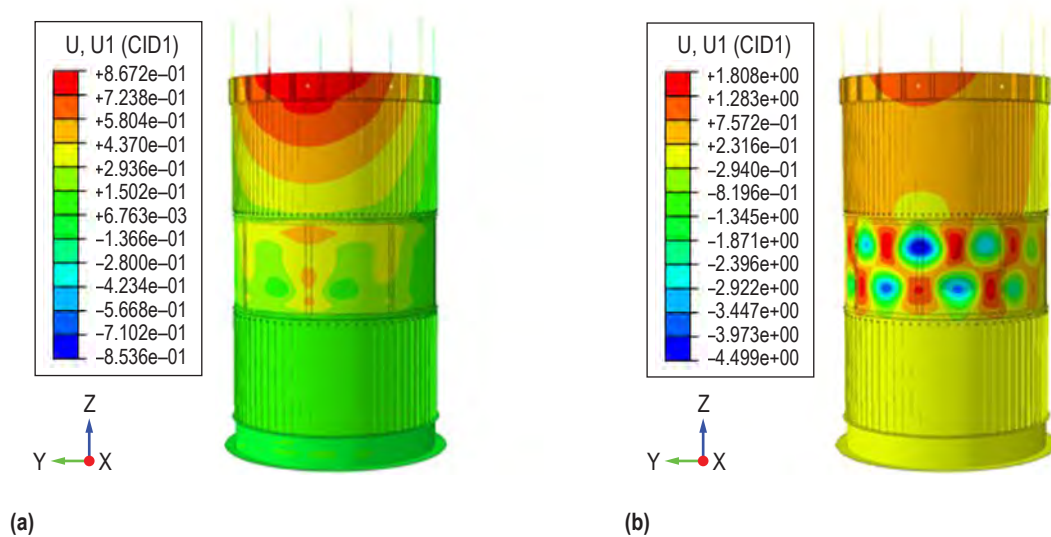 U, U1 (CID1)
+8.672e–01
+7.238e–01
+5.804e–01
+4.370e–01
+2.936e–01
+1.502e–01
+6.763e–03
–1.366e–01
–2.800e–01
–4.234e–01
–5.668e–01
–7.102e–01
–8.536e–01
Z
Y
X
(a)
U, U1 (CID1)
+1.808e+00
+1.283e+00
+7.572e–01
+2.316e–01
–2.940e–01
–8.196e–01
–1.345e+00
–1.871e+00
–2.396e+00
–2.922e+00
–3.447e+00
–3.973e+00
–4.499e+00
Z
Y
X
(b)